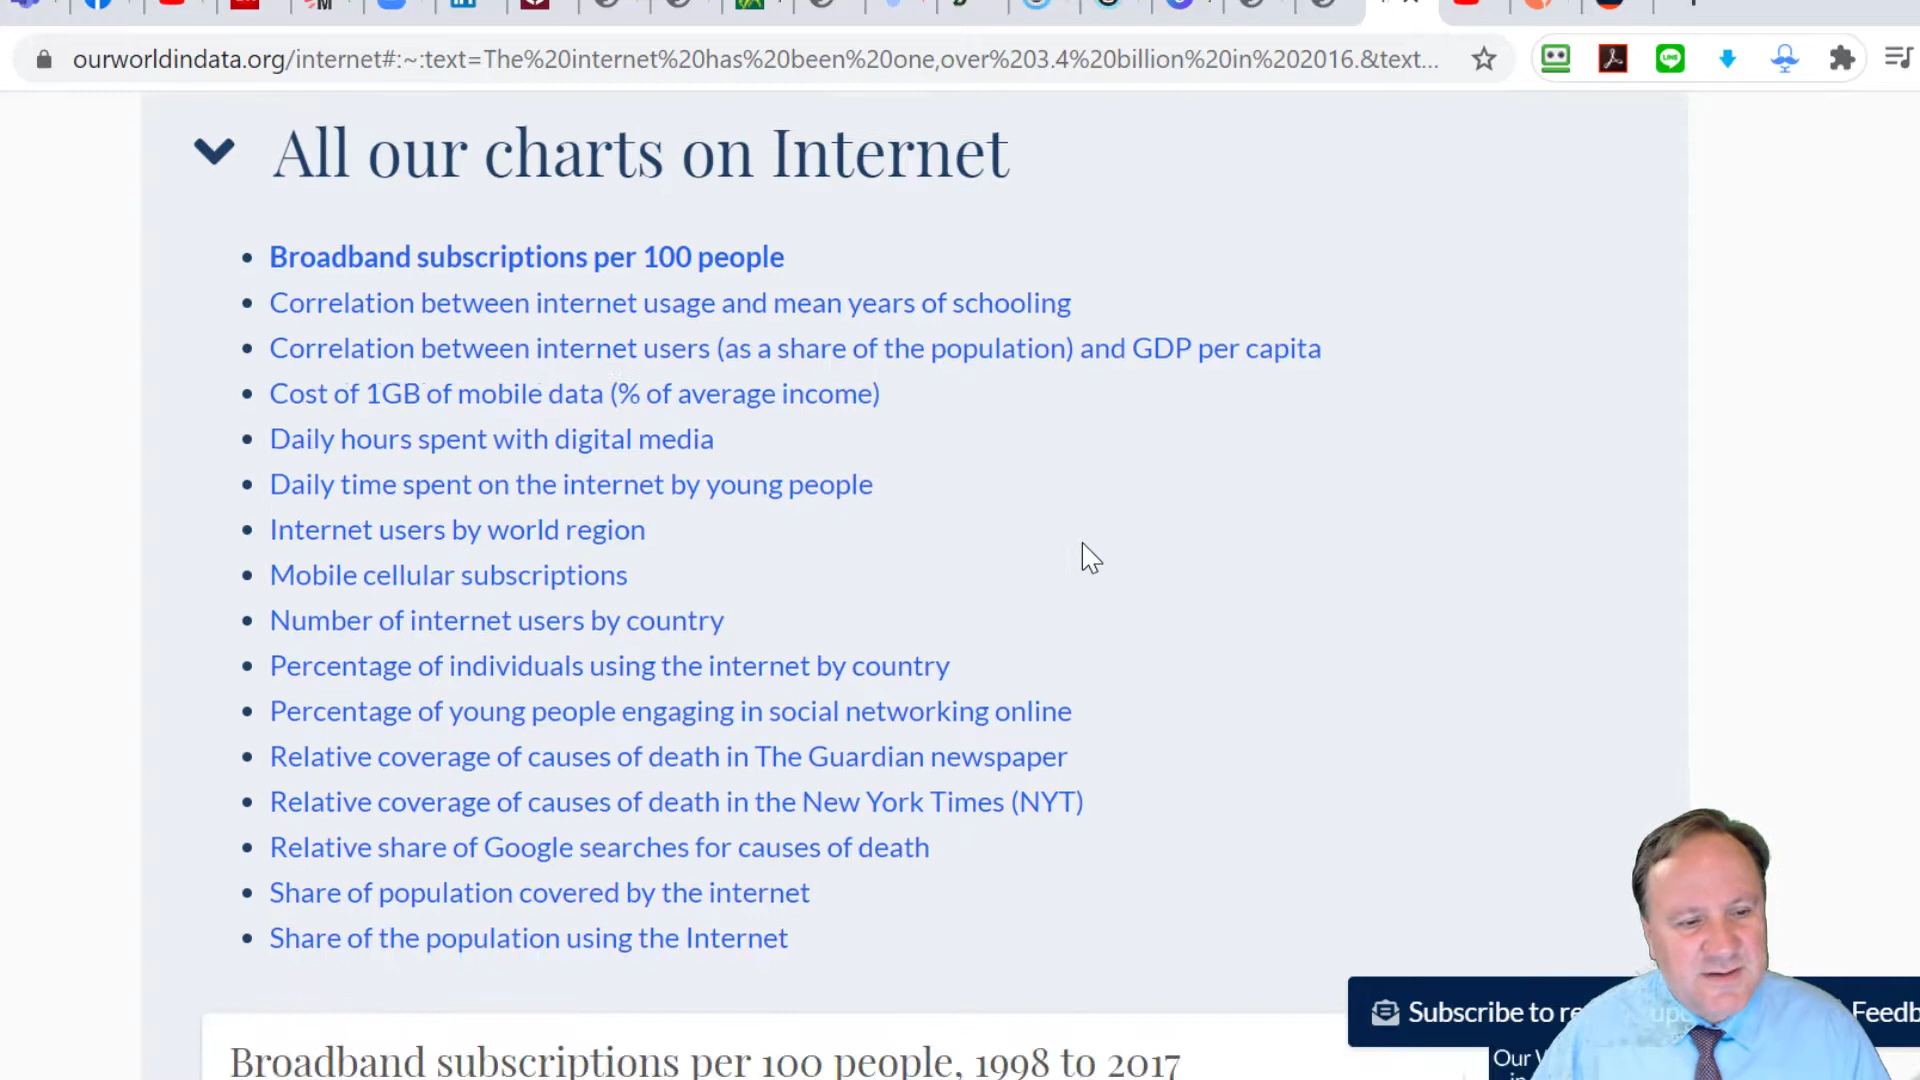 ourworldindata.org/internet#:~:text=The%20internet%20has%20been%20one,over%203.4%20billion%20in%202016.&text...
All our charts on Internet
Broadband subscriptions per 100 people
Correlation between internet usage and mean years of schooling
Correlation between internet users (as a share of the population) and GDP per capita
Cost of 1GB of mobile data (% of average income)
Daily hours spent with digital media
Daily time spent on the internet by young people
Internet users by world region
Mobile cellular subscriptions
Number of internet users by country
Percentage of individuals using the internet by country
Percentage of young people engaging in social networking online
Relative coverage of causes of death in The Guardian newspaper
Relative coverage of causes of death in the New York Times (NYT)
Relative share of Google searches for causes of death
Share of population covered by the internet
Share of the population using the Internet
Subscribe to re Feedb
Our W
in
Broadband subscriptions per 100 people, 1998 to 2017